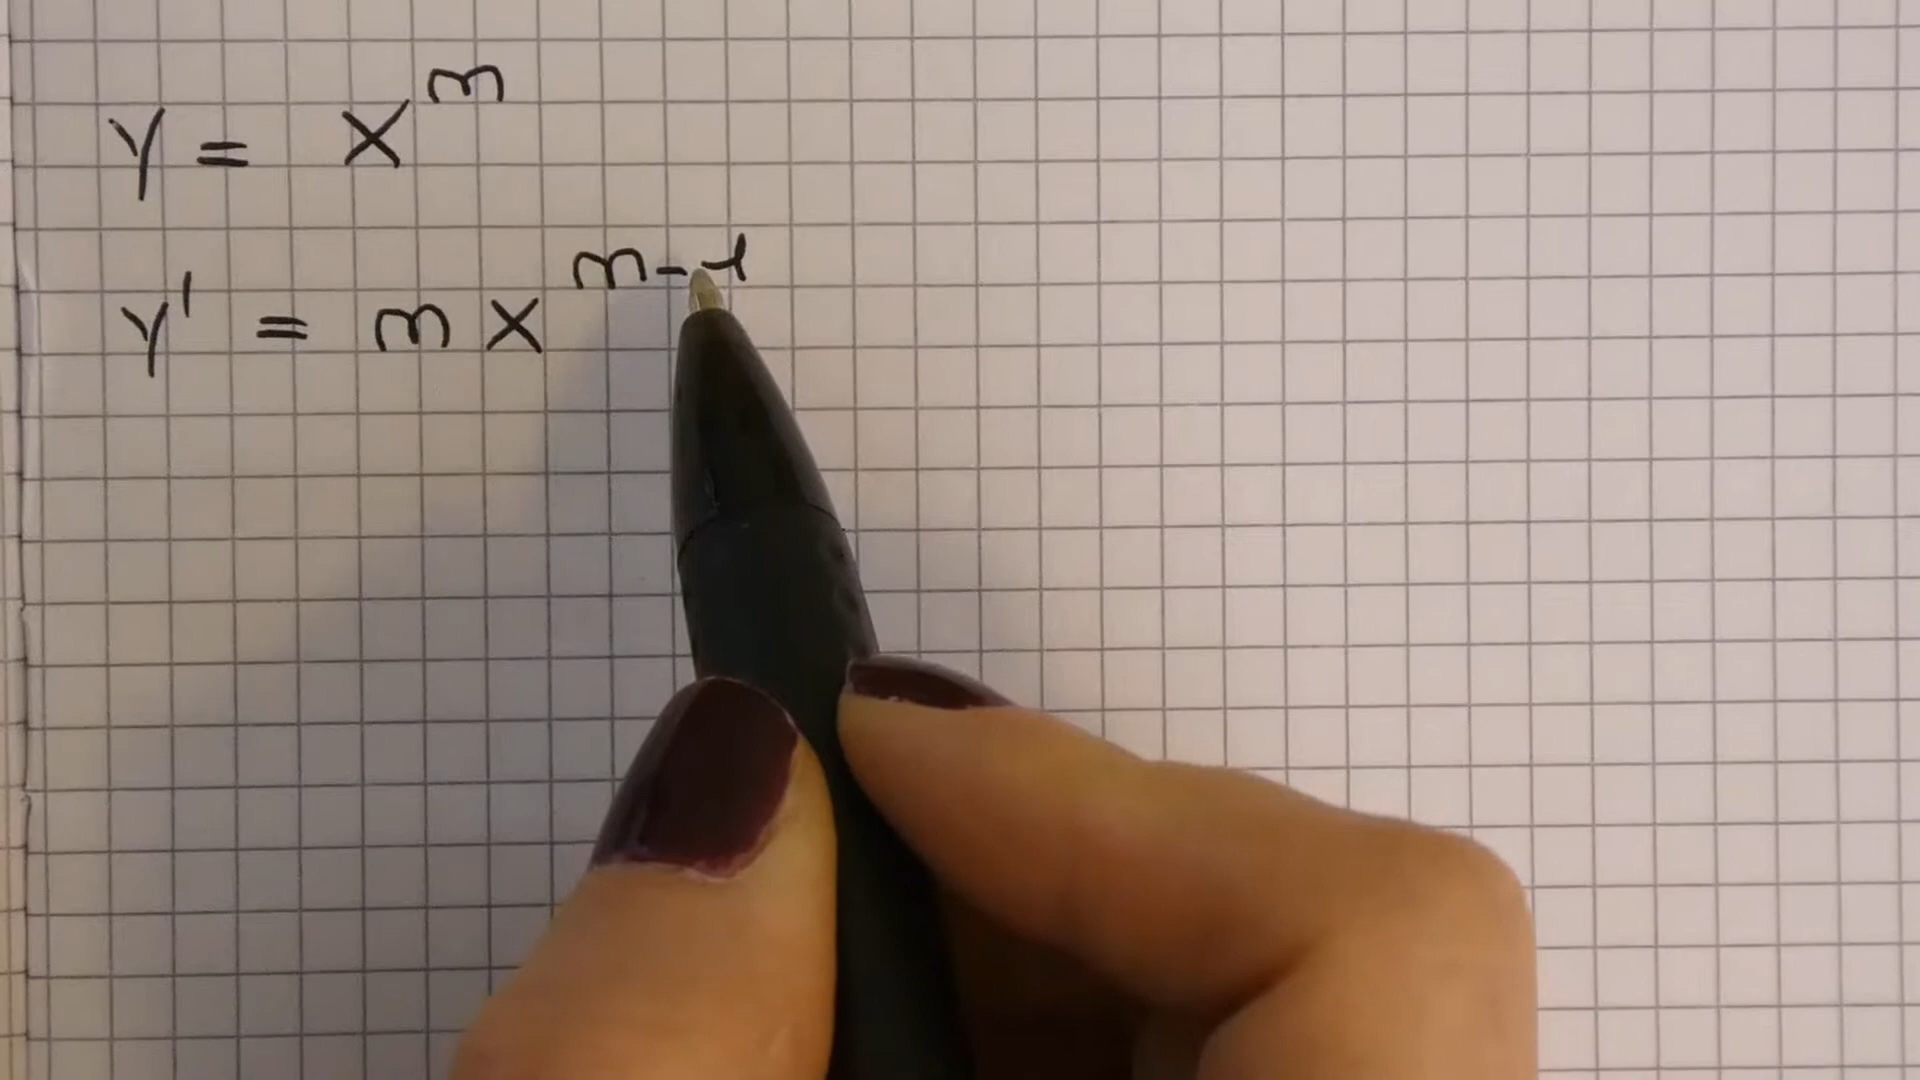 y = x^m
y' = m x^{m-1}